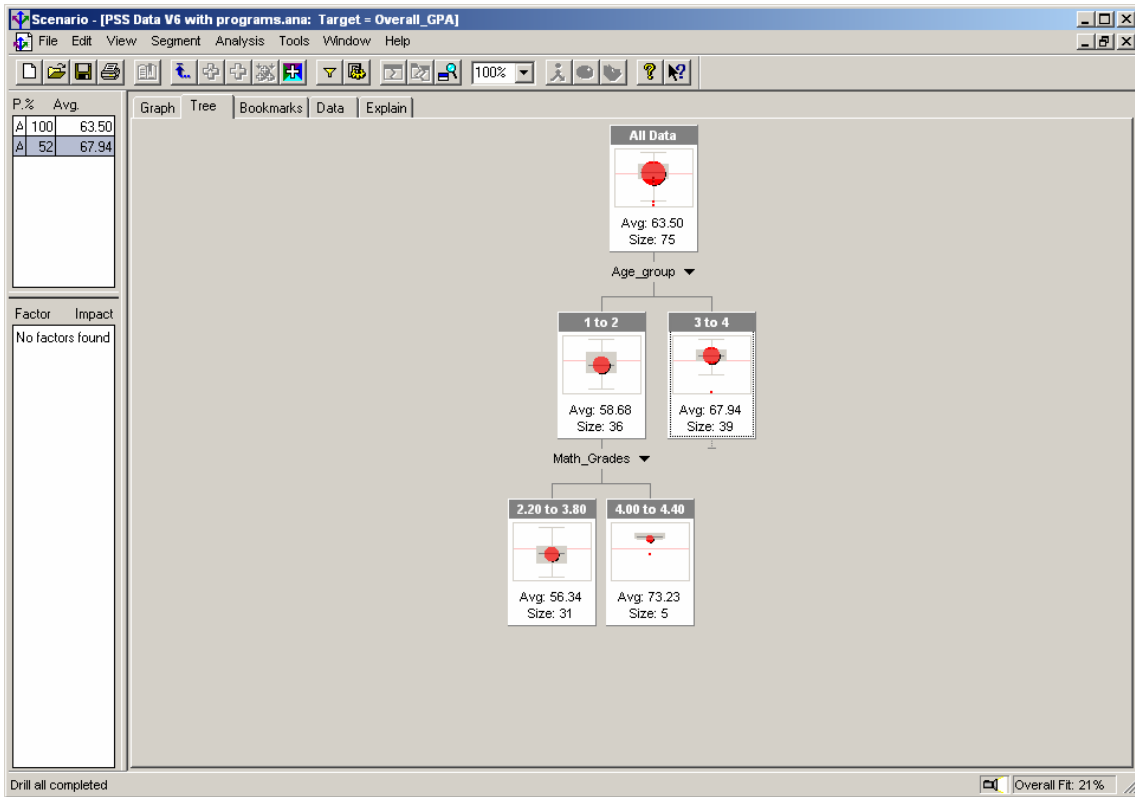 Scenario - [PSS Data V6 with programs.ana:  Target = Overall_GPA]
File Edit View Segment Analysis Tools Window Help
100%
P.% Avg.
A 100 63.50
A 52 67.94
Factor Impact
No factors found
Graph Tree Bookmarks Data Explain
All Data
Avg: 63.50
Size: 75
Age_group
1 to 2
Avg: 58.68
Size: 36
3 to 4
Avg: 67.94
Size: 39
Math_Grades
2.20 to 3.80
Avg: 56.34
Size: 31
4.00 to 4.40
Avg: 73.23
Size: 5
Drill all completed
Overall Fit: 21%